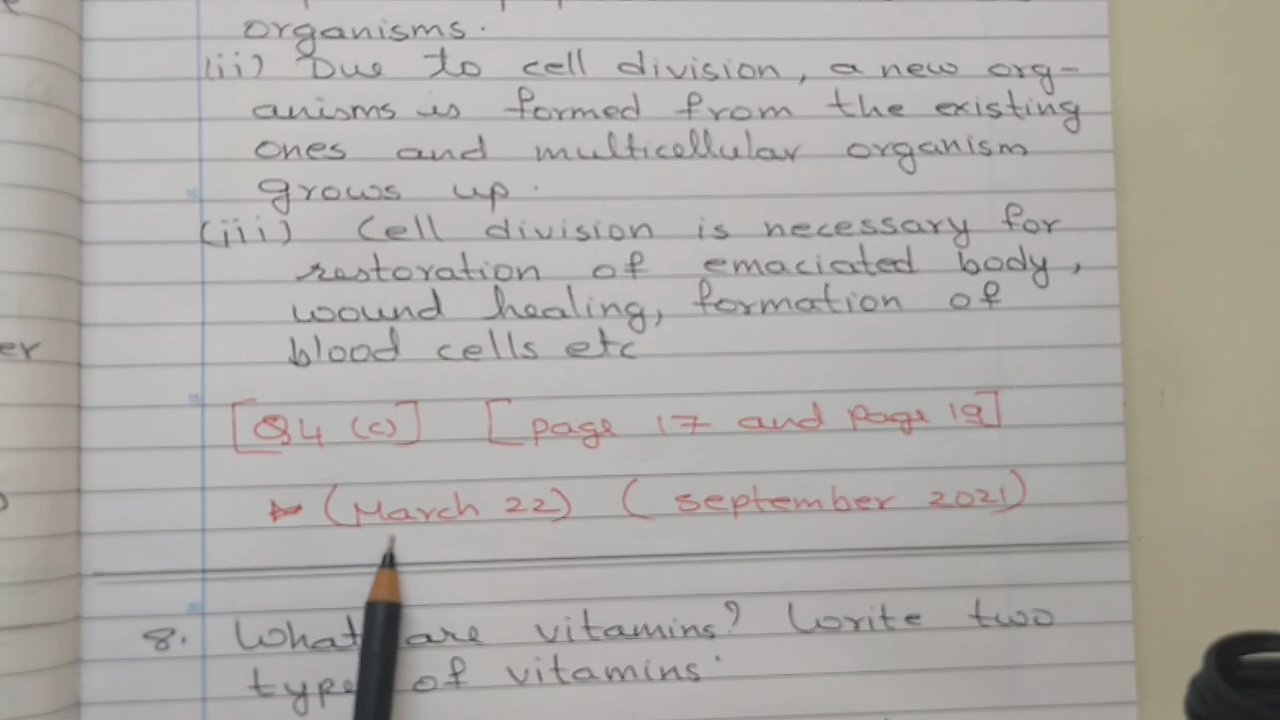 organisms.
(ii) Due to cell division, a new org-
anisms is formed from the existing
ones and multicellular organism
grows up.
(iii) Cell division is necessary for
restoration of emaciated body,
wound healing, formation of
blood cells etc
[Q4 (c)] [page 17 and page 19]
(March 22) (september 2021)
8. What are vitamins? Write two
type of vitamins.
er